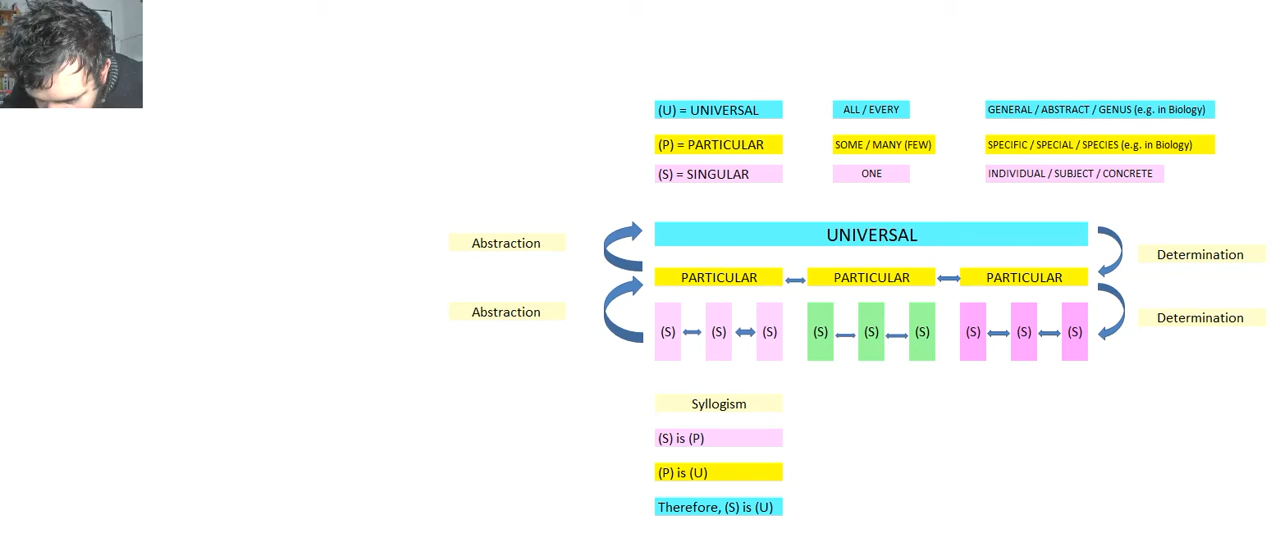 (U) = UNIVERSAL
ALL / EVERY
GENERAL / ABSTRACT / GENUS (e.g. in Biology)
(P) = PARTICULAR
SOME / MANY (FEW)
SPECIFIC / SPECIAL / SPECIES (e.g. in Biology)
(S) = SINGULAR
ONE
INDIVIDUAL / SUBJECT / CONCRETE
UNIVERSAL
Abstraction
Determination
PARTICULAR
PARTICULAR
PARTICULAR
Abstraction
Determination
(S)
(S)
(S)
(S)
(S)
(S)
(S)
(S)
(S)
Syllogism
(S) is (P)
(P) is (U)
Therefore, (S) is (U)